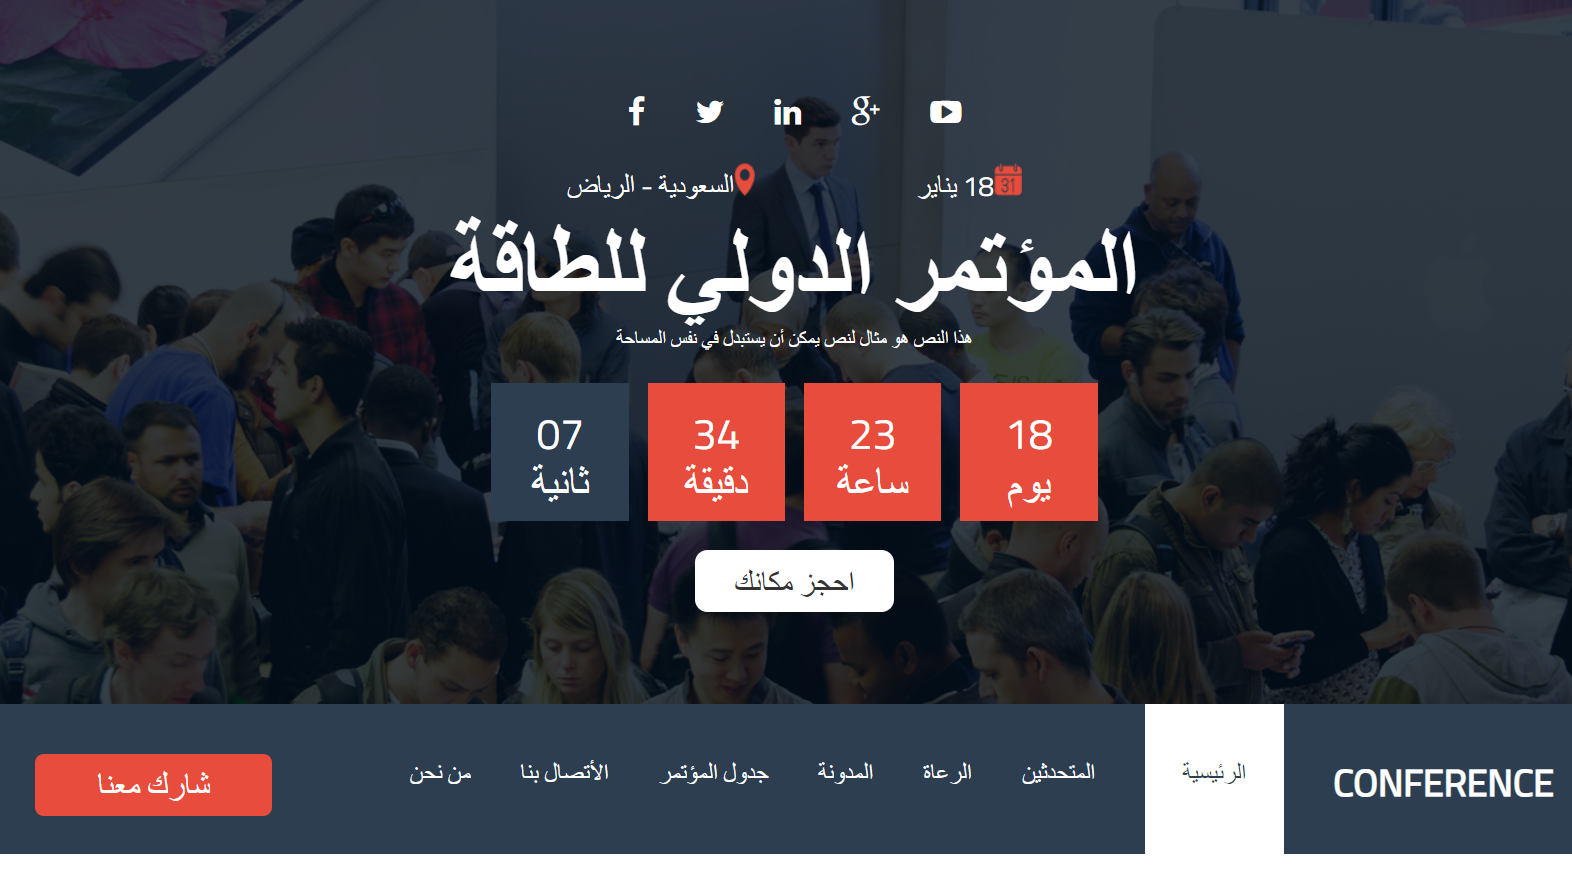 18 يناير
السعودية - الرياض
المؤتمر الدولي للطاقة
هذا النص هو مثال لنص يمكن أن يستبدل في نفس المساحة
18 23 34 07
يوم ساعة دقيقة ثانية
احجز مكانك
CONFERENCE الرئيسية المتحدثين الرعاة المدونة جدول المؤتمر الأتصال بنا من نحن شارك معنا